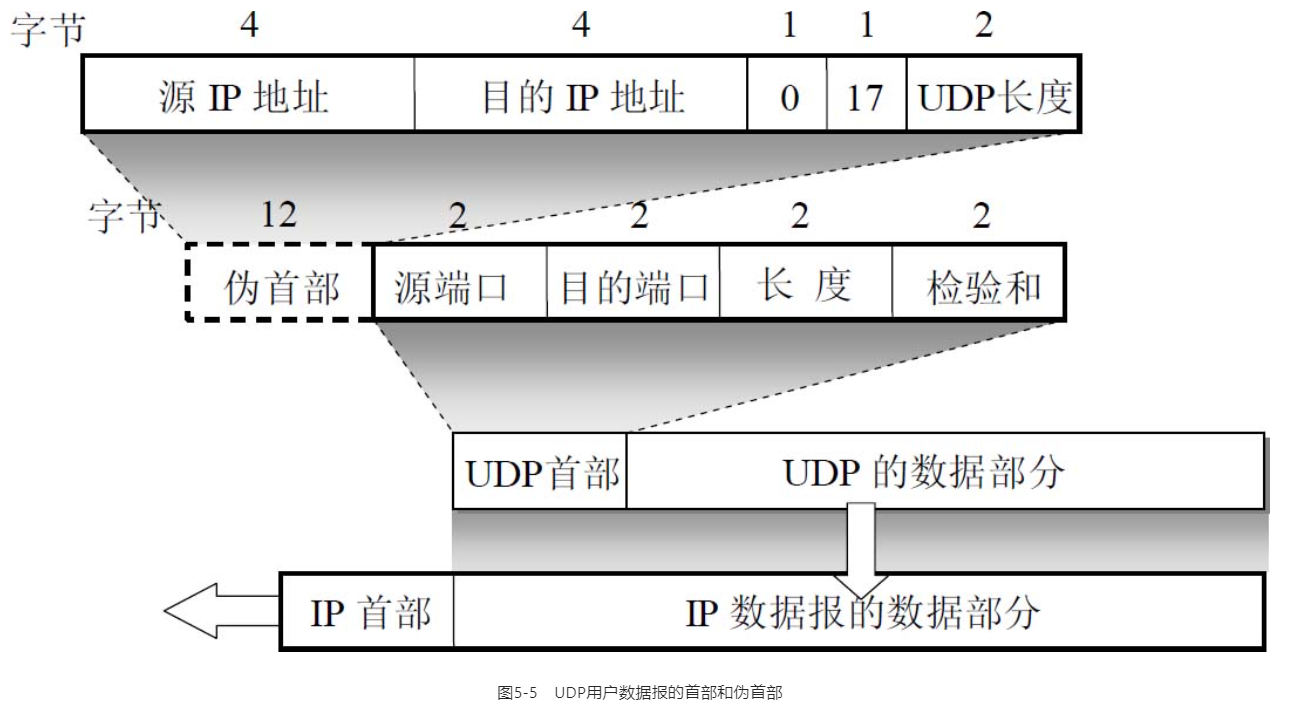 字节 4 4 1 1 2
源 IP 地址 目的 IP 地址 0 17 UDP长度
字节 12 2 2 2 2
伪首部 源端口 目的端口 长 度 检验和
UDP首部 UDP 的数据部分
IP 首部 IP 数据报的数据部分
图5-5 UDP用户数据报的首部和伪首部